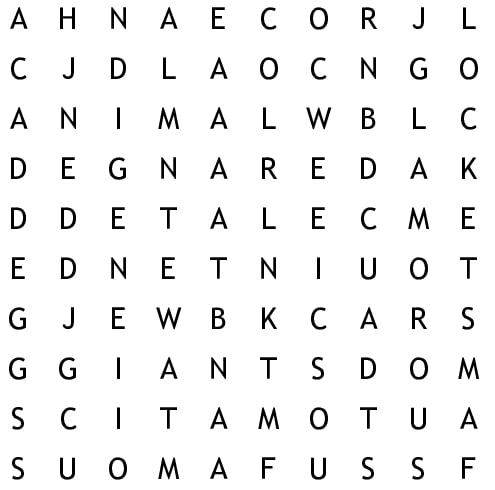 A H N A E C O R J L
C J D L A O C N G O
A N I M A L W B L C
D E G N A R E D A K
D D E T A L E C M E
E D N E T N I U O T
G J E W B K C A R S
G G I A N T S D O M
S C I T A M O T U A
S U O M A F U S S F